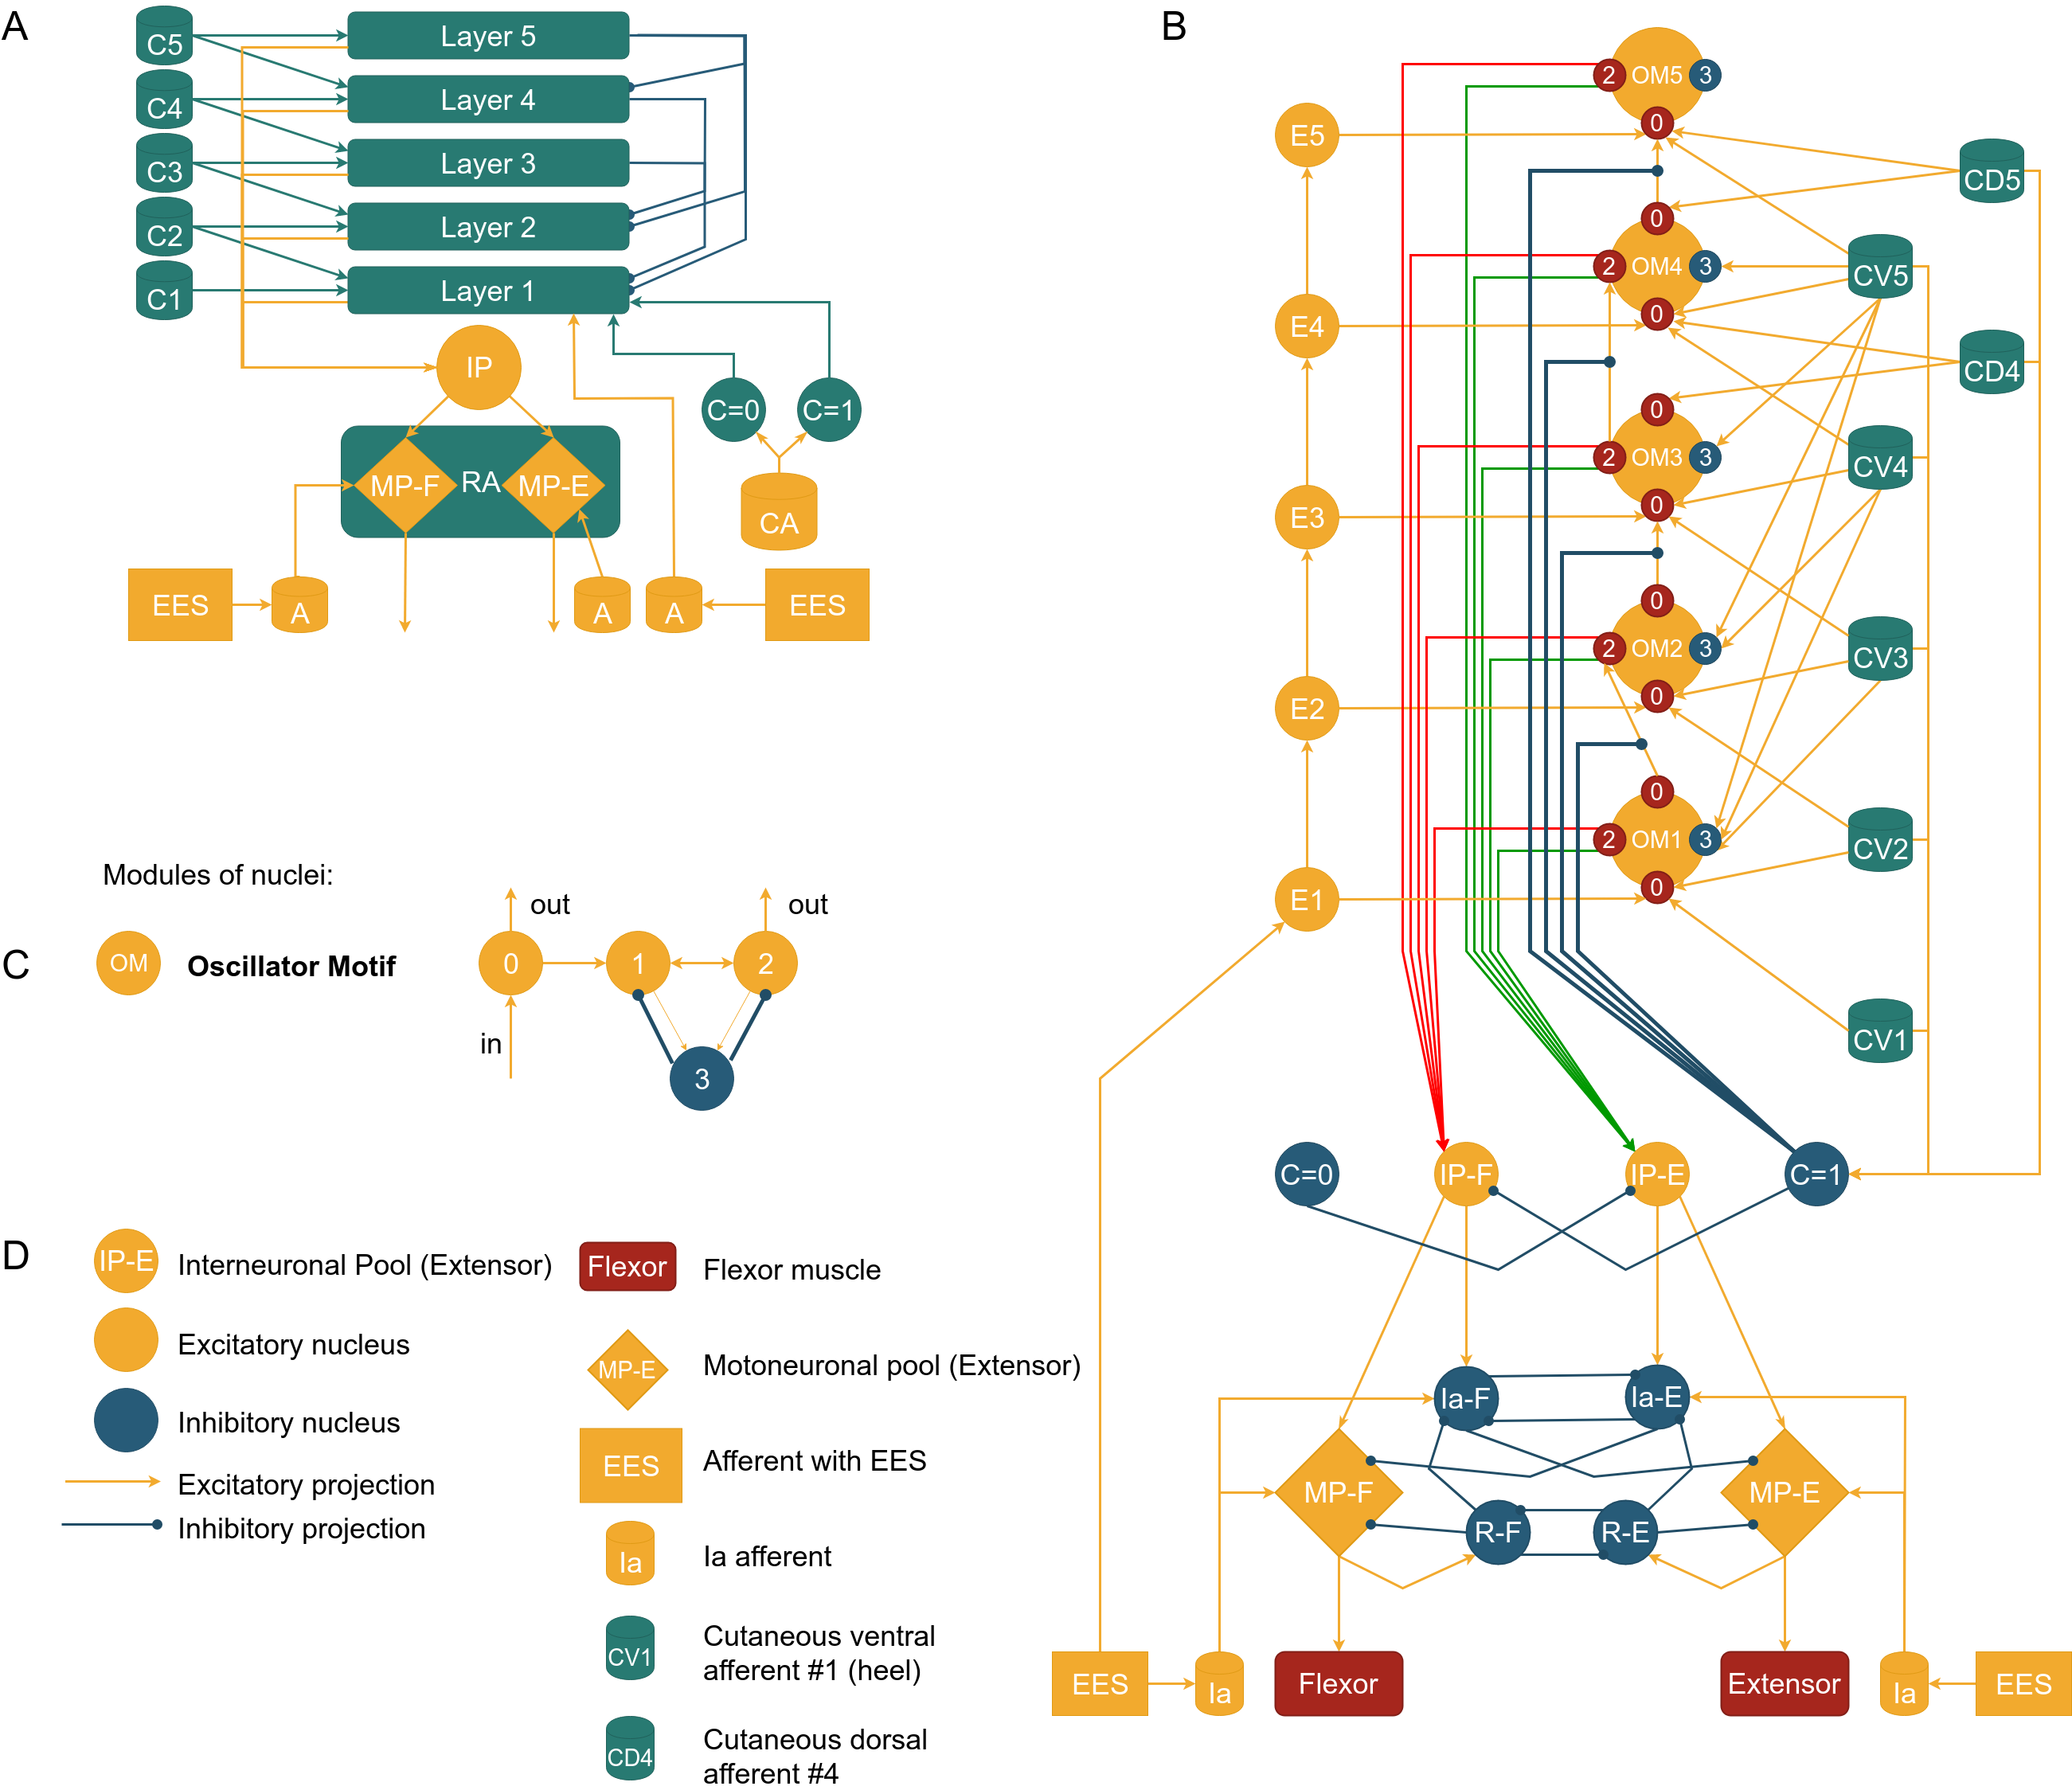 A
C5
Layer 5
C4
Layer 4
C3
Layer 3
C2
Layer 2
C1
Layer 1
IP
C=0
C=1
MP-F
RA
MP-E
CA
EES
A
A
A
EES
B
2
OM5
3
0
E5
CD5
0
2
OM4
3
CV5
0
E4
CD4
0
2
OM3
3
CV4
0
E3
0
2
OM2
3
CV3
0
E2
0
2
OM1
3
CV2
0
E1
CV1
C=0
IP-F
IP-E
C=1
Ia-F
Ia-E
MP-F
MP-E
R-F
R-E
EES
Ia
Flexor
Extensor
Ia
EES
Modules of nuclei:
C
OM
Oscillator Motif
out
out
0
1
2
in
3
D
IP-E
Interneuronal Pool (Extensor)
Excitatory nucleus
Inhibitory nucleus
Excitatory projection
Inhibitory projection
Flexor
Flexor muscle
MP-E
Motoneuronal pool (Extensor)
EES
Afferent with EES
Ia
Ia afferent
CV1
Cutaneous ventral
afferent #1 (heel)
CD4
Cutaneous dorsal
afferent #4